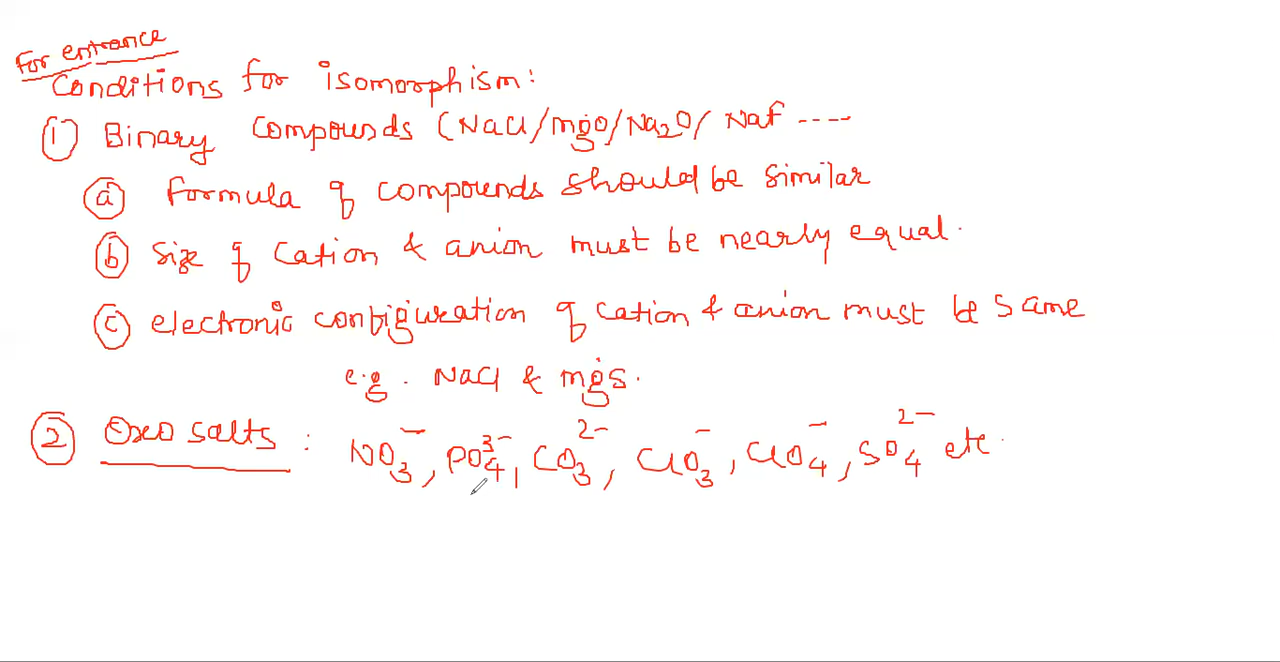 For entrance
Conditions for isomorphism:
① Binary compounds (NaCl/MgO/Na₂O/ NaF ----
ⓐ Formula of compounds should be similar
ⓑ Size of cation & anion must be nearly equal.
ⓒ electronic configuration of cation & anion must be same
e.g. NaCl & MgS.
② Oxo salts : NO₃⁻, PO₄³⁻, CO₃²⁻, ClO₃⁻, ClO₄⁻, SO₄²⁻ etc.